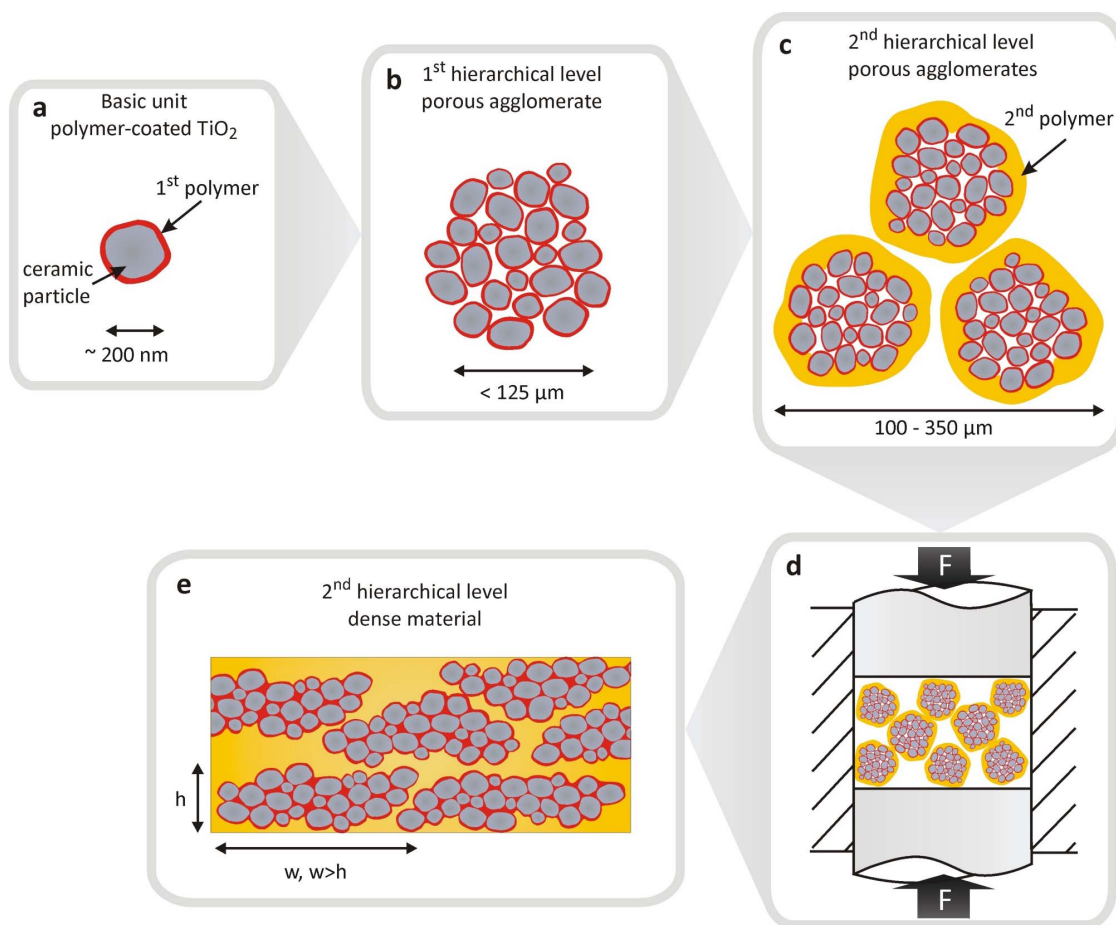 a
Basic unit
polymer-coated TiO₂
1st polymer
ceramic
particle
~ 200 nm
b
1st hierarchical level
porous agglomerate
< 125 µm
c
2nd hierarchical level
porous agglomerates
2nd polymer
100 - 350 µm
d
F
F
e
2nd hierarchical level
dense material
h
w, w>h